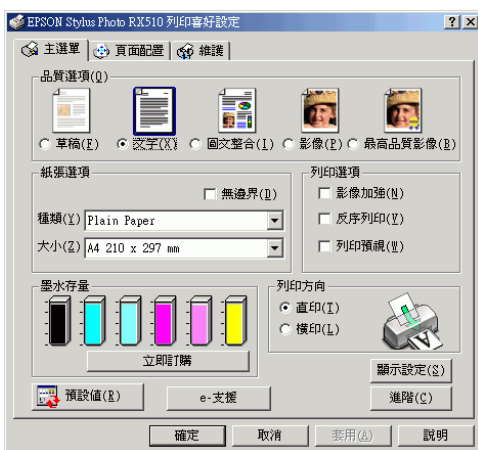 EPSON Stylus Photo RX510 列印喜好設定
主選單 頁面配置 維護
品質選項(Q)
草稿(F) 文字(X) 圖文整合(I) 影像(P) 最高品質影像(B)
紙張選項
無邊界(D)
種類(Y) Plain Paper
大小(Z) A4 210 x 297 mm
列印選項
影像加強(N)
反序列印(V)
列印預視(W)
墨水存量
立即訂購
列印方向
直印(T)
橫印(L)
顯示設定(S)
預設值(R) e-支援 進階(C)
確定 取消 套用(A) 說明